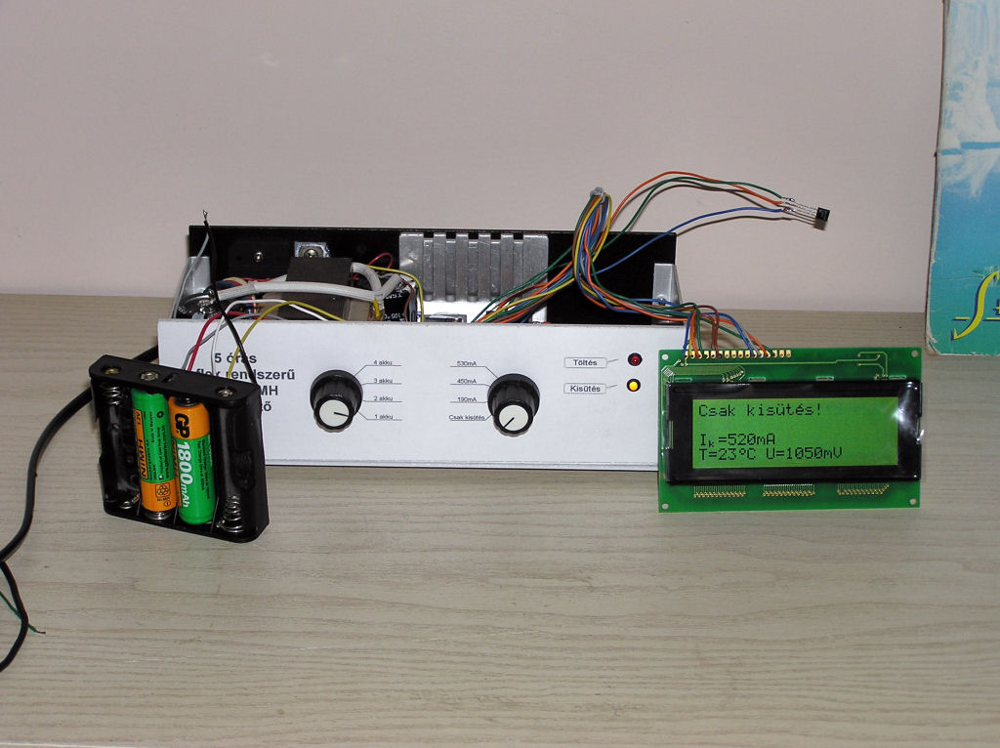 5 órás
rendszerű
MH
4 akku
3 akku
2 akku
1 akku
530mA
450mA
190mA
Csak kisütés
Töltés
Kisütés
GP
1800mAh
Csak kisütés!
Ik=520mA
T=23°C U=1050mV